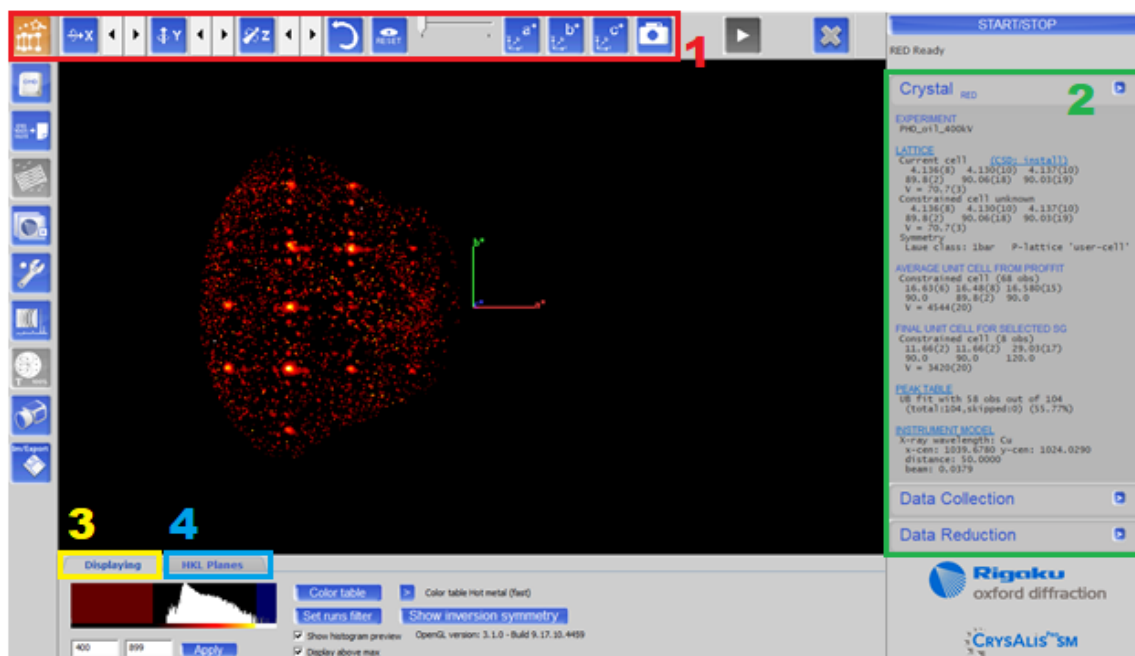 X
Y
Z
RESET
a*
b*
c*
1
START/STOP
RED Ready
Crystal RED
2
EXPERIMENT
PHO_oil_400kV
LATTICE
Current cell (CSD: install)
4.136(8) 4.130(10) 4.137(10)
89.8(2) 90.06(18) 90.03(19)
V = 70.7(3)
Constrained cell unknown
4.136(8) 4.130(10) 4.137(10)
89.8(2) 90.06(18) 90.03(19)
V = 70.7(3)
Symmetry
Laue class: 1bar P-lattice 'user-cell'
AVERAGE UNIT CELL FROM PROFFIT
Constrained cell (68 obs)
16.63(6) 16.48(8) 16.580(15)
90.0 89.8(2) 90.0
V = 4544(20)
FINAL UNIT CELL FOR SELECTED SG
Constrained cell (8 obs)
11.66(2) 11.66(2) 29.03(17)
90.0 90.0 120.0
V = 3420(20)
PEAK TABLE
UB fit with 58 obs out of 104
(total:104,skipped:0) (55.77%)
INSTRUMENT MODEL
X-ray wavelength: Cu
x-cen: 1039.6780 y-cen: 1024.0290
distance: 50.0000
beam: 0.0379
Data Collection
Data Reduction
b*
3
4
Displaying
HKL Planes
Color table
> Color table Hot metal (fast)
Set runs filter
Show inversion symmetry
Show histogram preview
OpenGL version: 3.1.0 - Build 9.17.10.4459
400
899
Apply
Display above max
Rigaku
oxford diffraction
CRYSALIS PRO SM